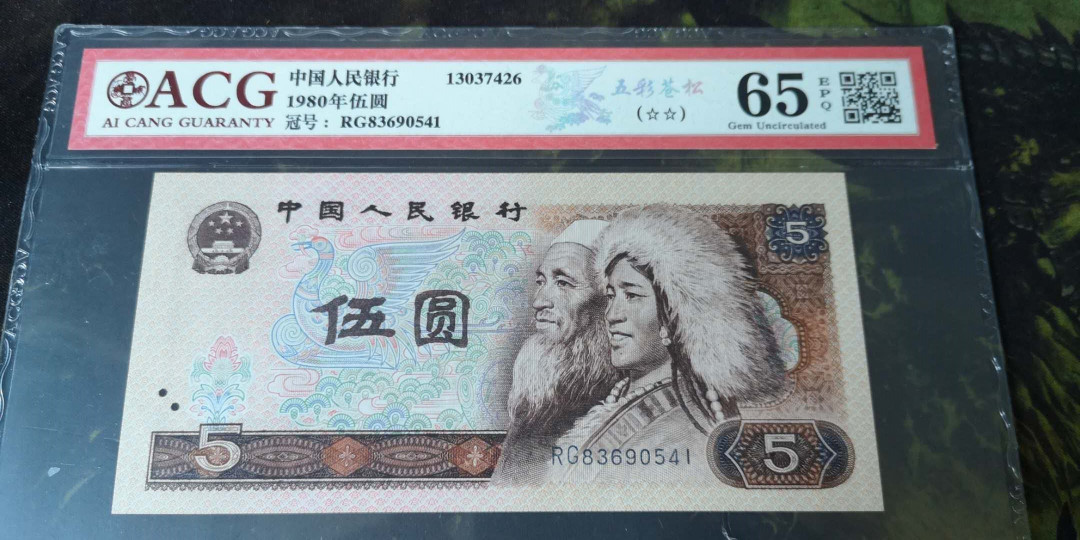 ACG
AI CANG GUARANTY
中国人民银行
1980年伍圆
冠号: RG83690541
13037426
五彩苍松
(☆☆)
65
EPQ
Gem Uncirculated
中国人民银行
5
伍圆
5
RG83690541
5